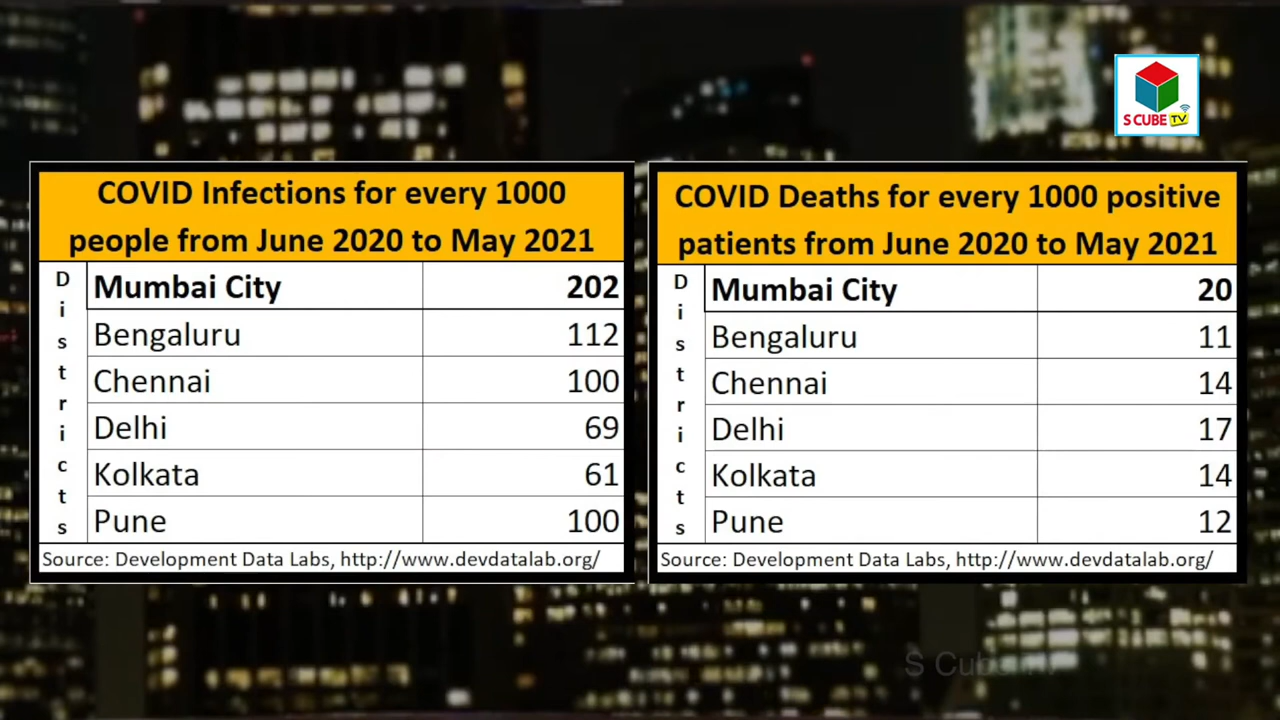 S CUBE TV
COVID Infections for every 1000
people from June 2020 to May 2021
Districts
Mumbai City 202
Bengaluru 112
Chennai 100
Delhi 69
Kolkata 61
Pune 100
Source: Development Data Labs, http://www.devdatalab.org/
COVID Deaths for every 1000 positive
patients from June 2020 to May 2021
Districts
Mumbai City 20
Bengaluru 11
Chennai 14
Delhi 17
Kolkata 14
Pune 12
Source: Development Data Labs, http://www.devdatalab.org/
S Cube